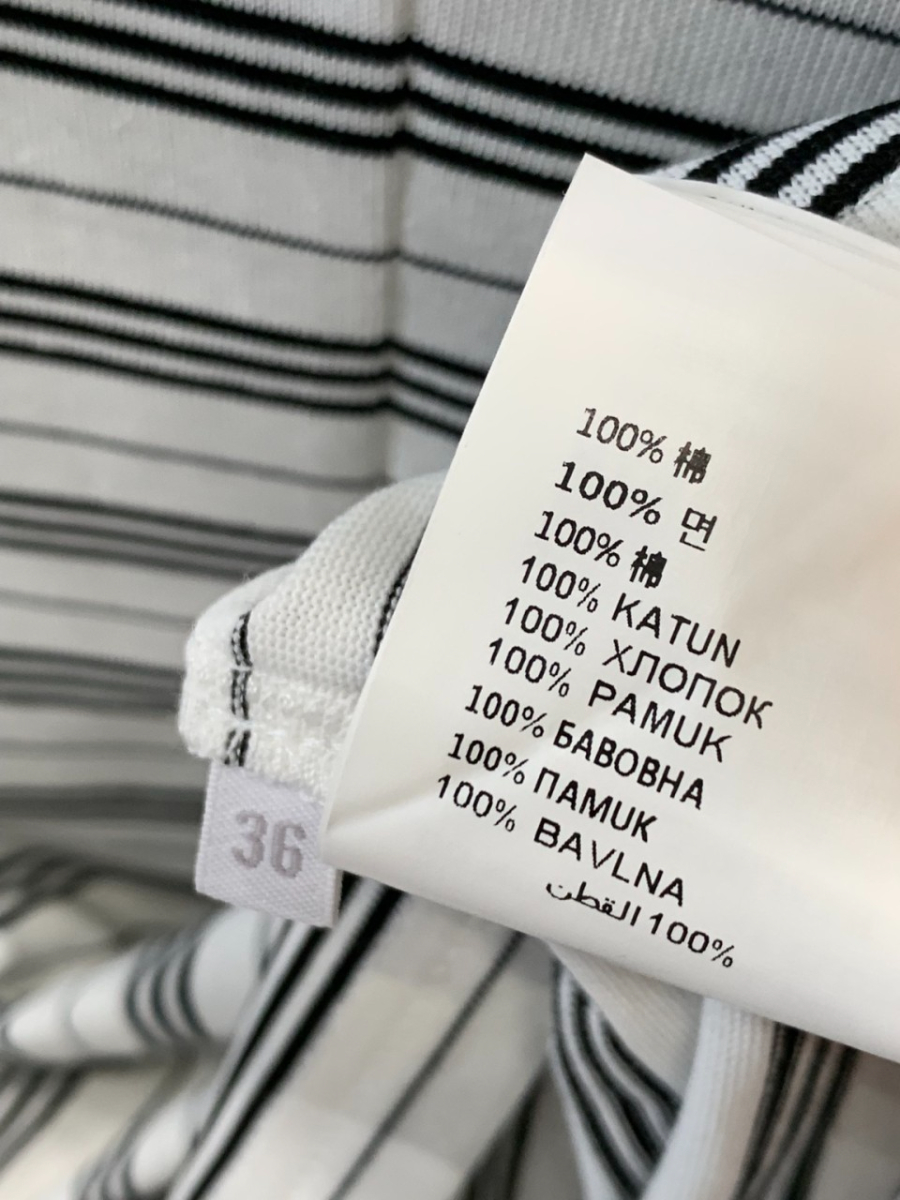 100% 棉
100% 면
100% 棉
100% KATUN
100% ХЛОПОК
100% PAMUK
100% БАВОВНА
100% ПАМUК
100% BAVLNA
100% القطن
36